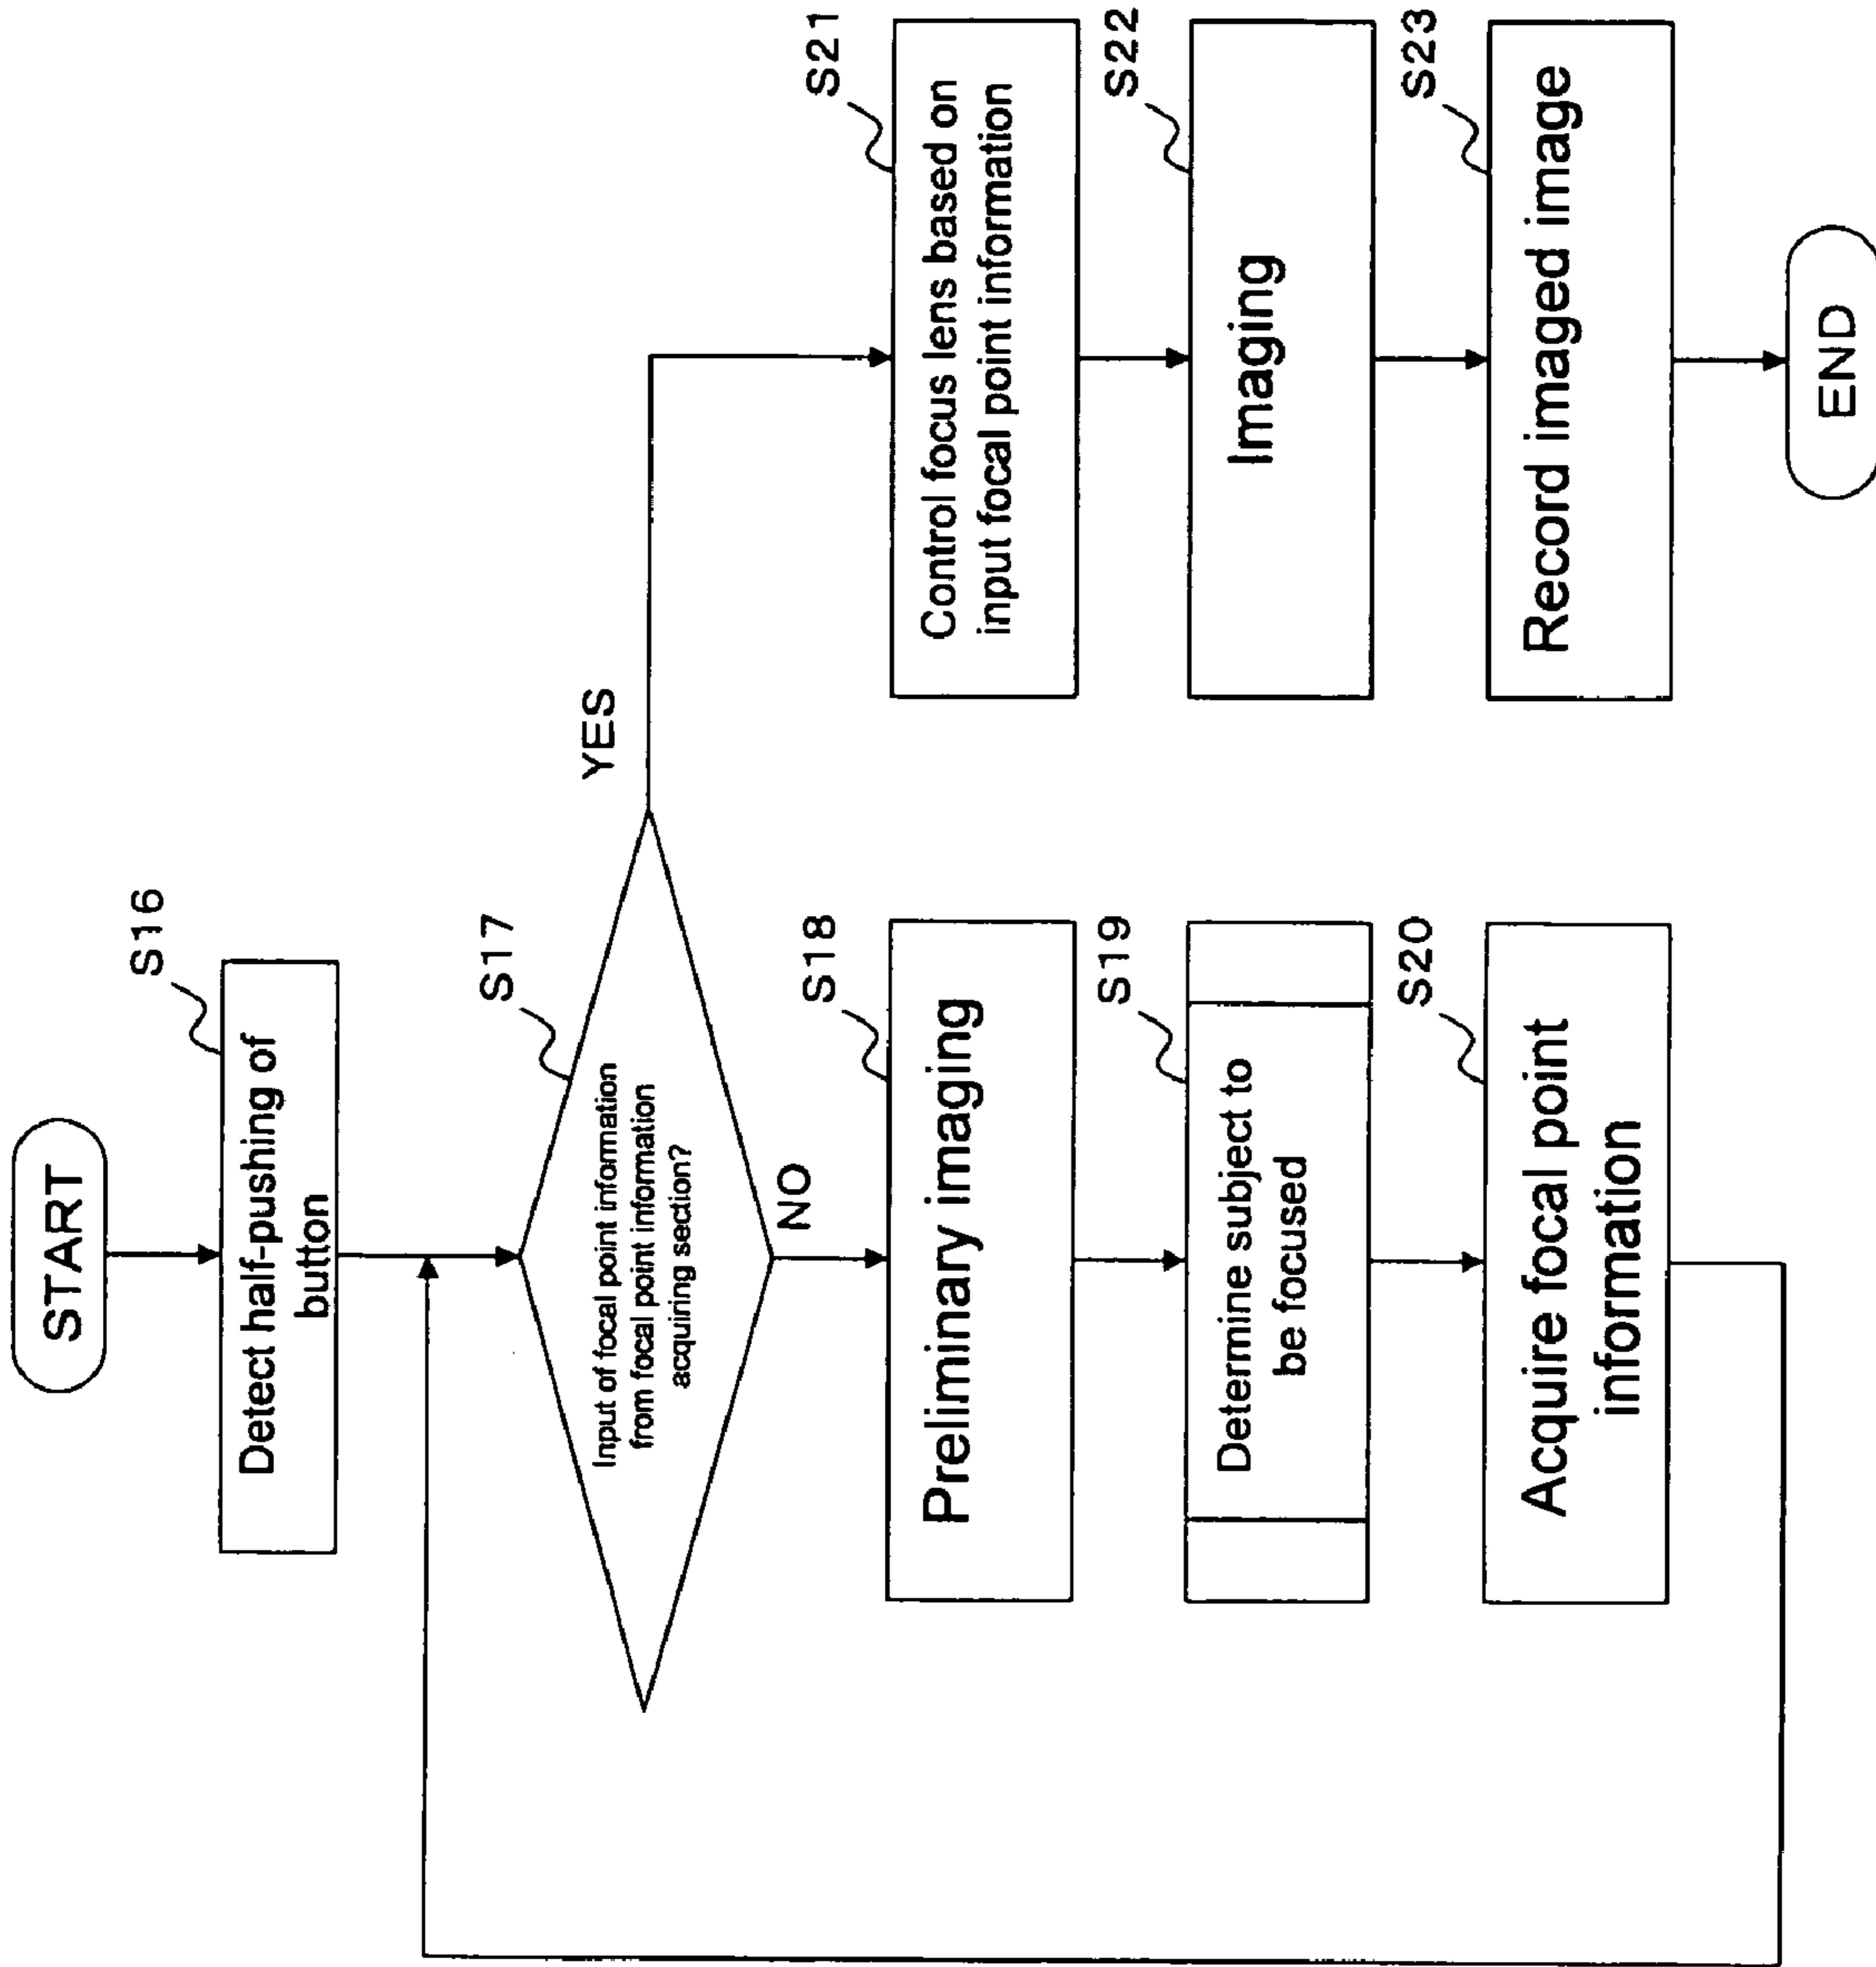 START
S16
Detect half-pushing of
button
S17
Input of focal point information
from focal point information
acquiring section?
YES
NO
S18
Preliminary imaging
S19
Determine subject to
be focused
S20
Acquire focal point
information
S21
Control focus lens based on
input focal point information
S22
Imaging
S23
Record imaged image
END